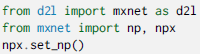 from d2l import mxnet as d2l
from mxnet import np, npx
npx.set_np()